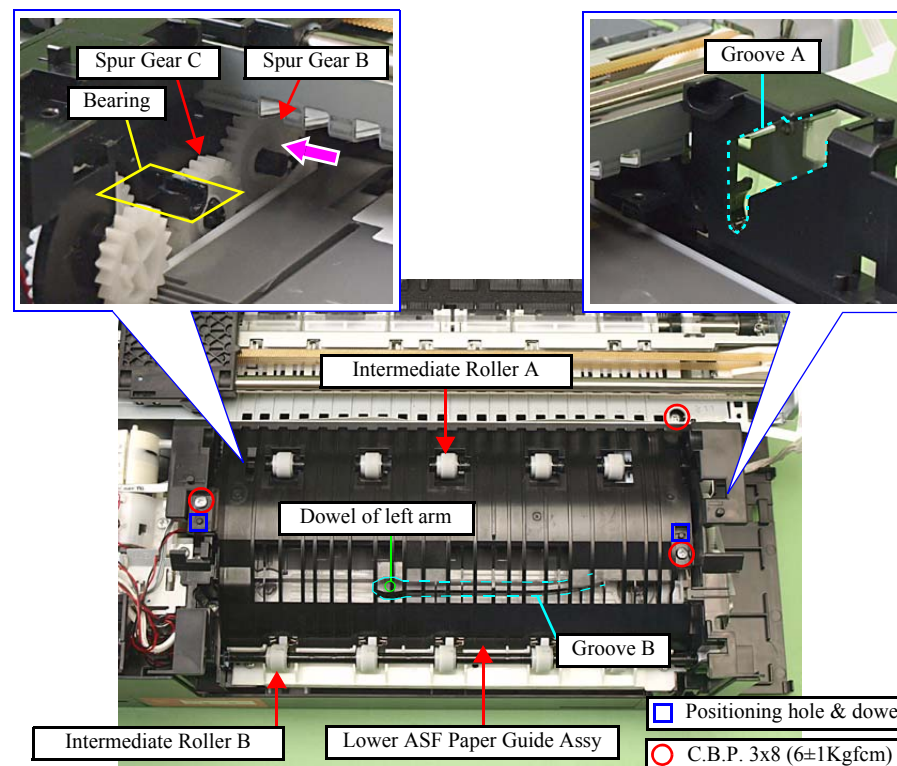 Spur Gear C
Spur Gear B
Bearing
Groove A
Intermediate Roller A
Dowel of left arm
Groove B
Intermediate Roller B
Lower ASF Paper Guide Assy
Positioning hole & dowe
C.B.P. 3x8 (6±1Kgfcm)